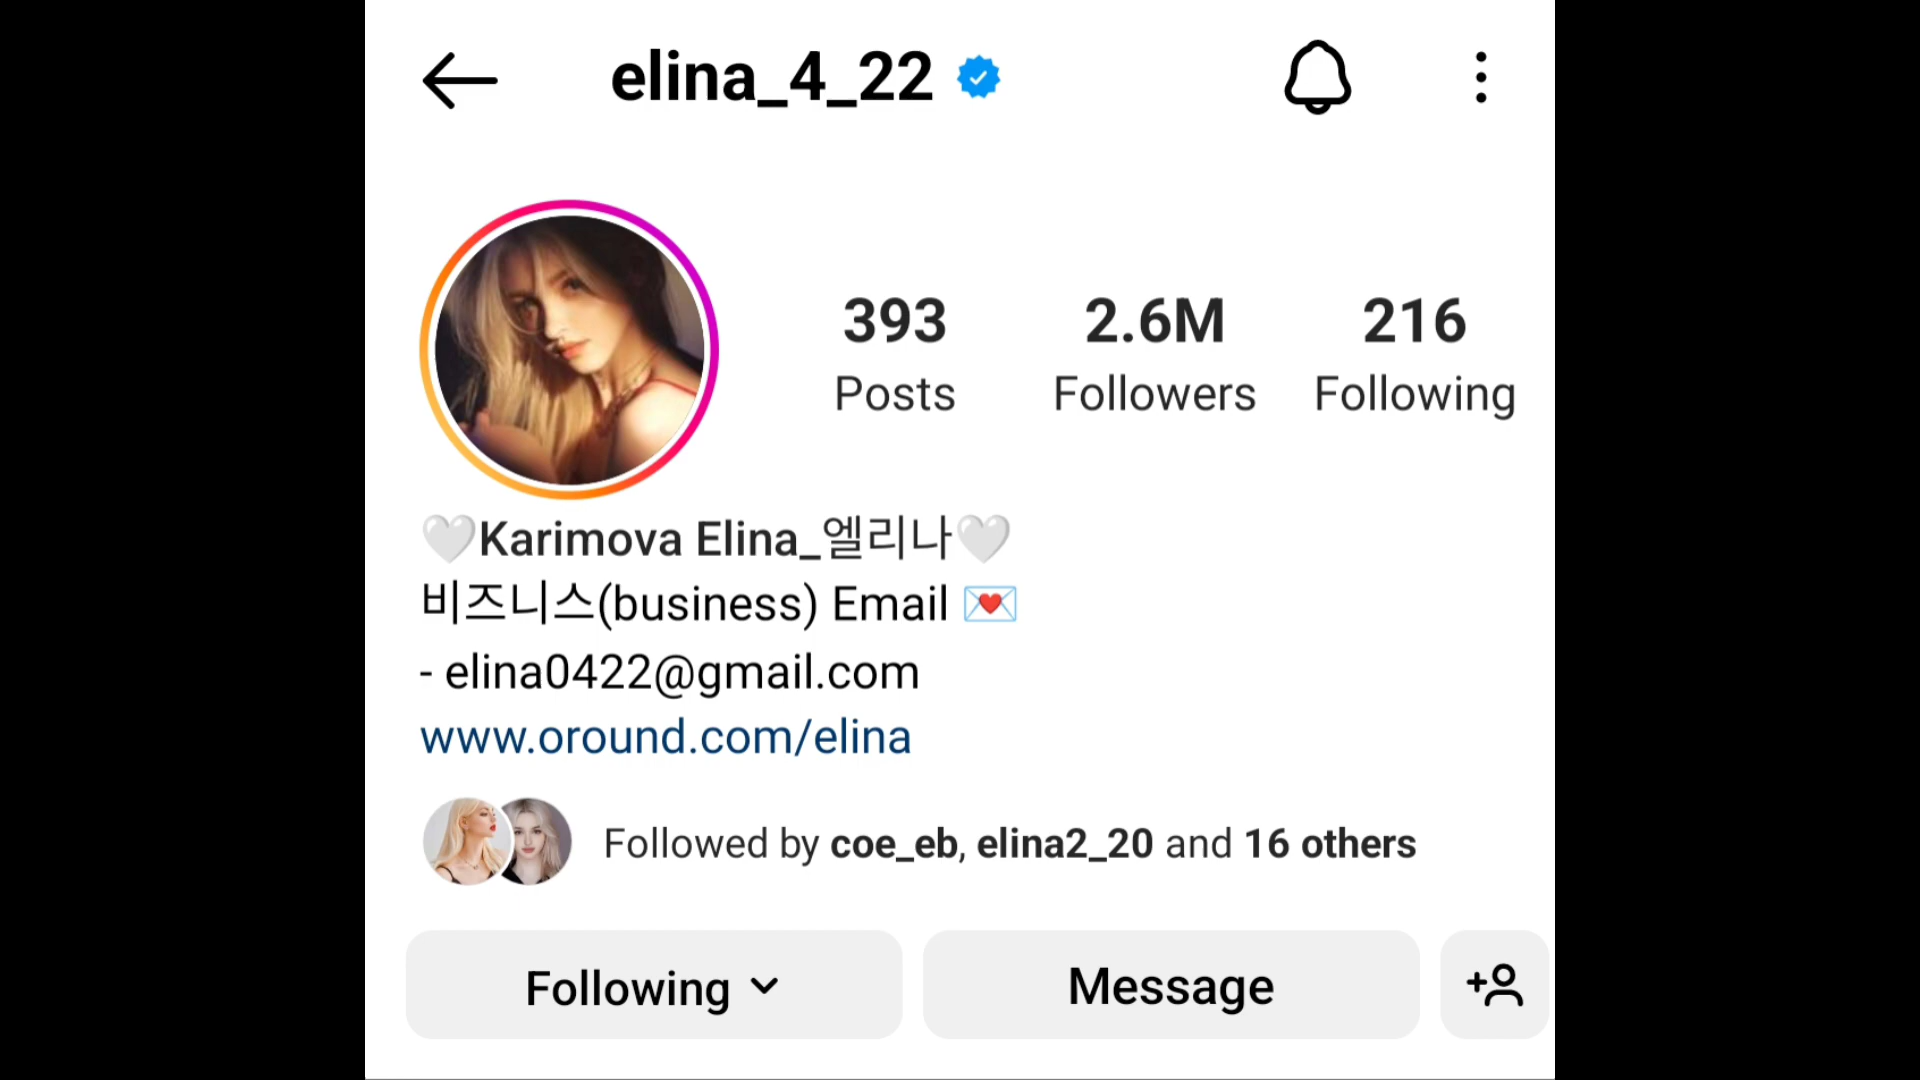 elina_4_22
393 2.6M 216
Posts Followers Following
🤍Karimova Elina_엘리나🤍
비즈니스(business) Email 💌
- elina0422@gmail.com
www.oround.com/elina
Followed by coe_eb, elina2_20 and 16 others
Following Message